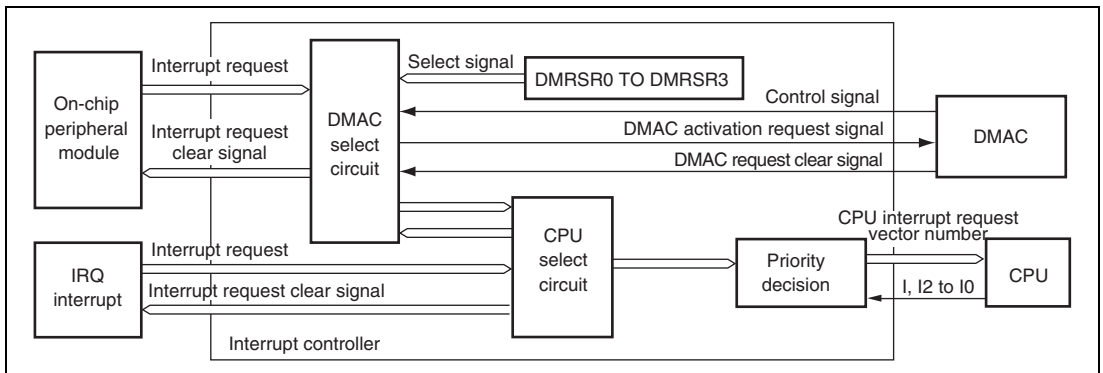 Interrupt request
Select signal
DMRSR0 TO DMRSR3
On-chip
peripheral
module
Control signal
Interrupt request
clear signal
DMAC
select
circuit
DMAC activation request signal
DMAC
DMAC request clear signal
CPU interrupt request
vector number
Interrupt request
CPU
select
circuit
IRQ
interrupt
Priority
decision
CPU
Interrupt request clear signal
I, I2 to I0
Interrupt controller